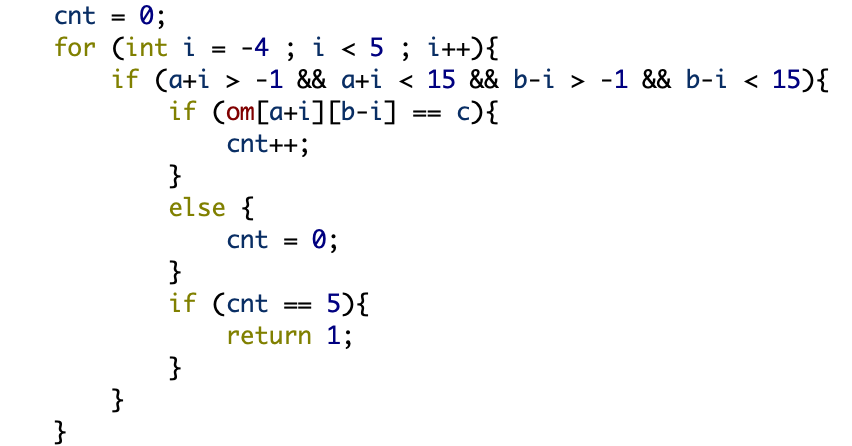 cnt = 0;
for (int i = -4 ; i < 5 ; i++){
if (a+i > -1 && a+i < 15 && b-i > -1 && b-i < 15){
if (om[a+i][b-i] == c){
cnt++;
}
else {
cnt = 0;
}
if (cnt == 5){
return 1;
}
}
}